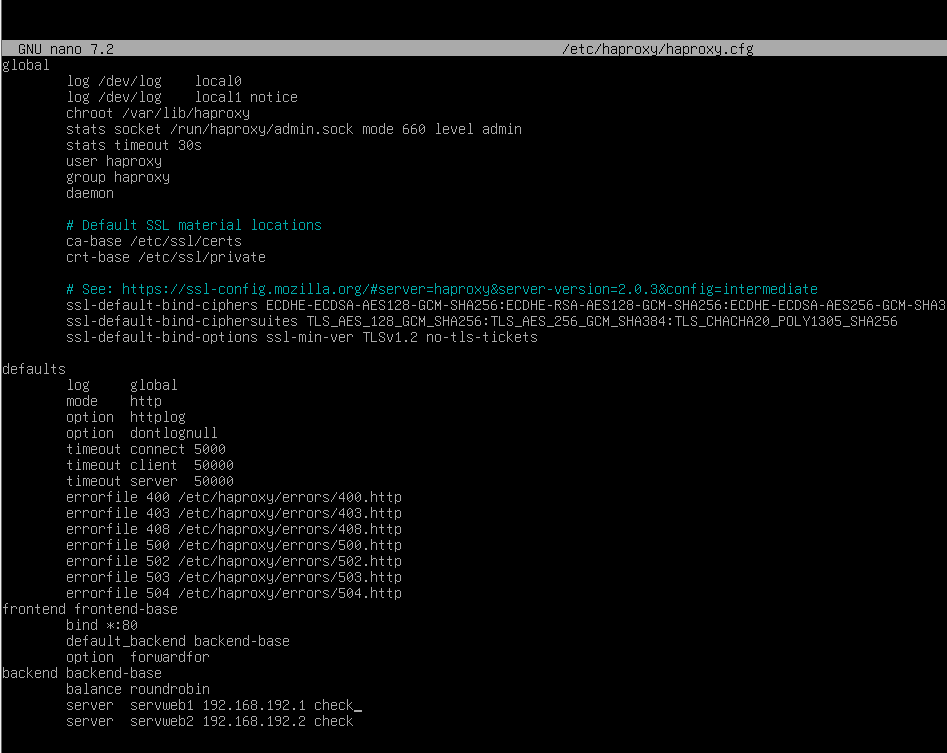 GNU nano 7.2 /etc/haproxy/haproxy.cfg
global
log /dev/log local0
log /dev/log local1 notice
chroot /var/lib/haproxy
stats socket /run/haproxy/admin.sock mode 660 level admin
stats timeout 30s
user haproxy
group haproxy
daemon
# Default SSL material locations
ca-base /etc/ssl/certs
crt-base /etc/ssl/private
# See: https://ssl-config.mozilla.org/#server=haproxy&server-version=2.0.3&config=intermediate
ssl-default-bind-ciphers ECDHE-ECDSA-AES128-GCM-SHA256:ECDHE-RSA-AES128-GCM-SHA256:ECDHE-ECDSA-AES256-GCM-SHA3
ssl-default-bind-ciphersuites TLS_AES_128_GCM_SHA256:TLS_AES_256_GCM_SHA384:TLS_CHACHA20_POLY1305_SHA256
ssl-default-bind-options ssl-min-ver TLSv1.2 no-tls-tickets
defaults
log global
mode http
option httplog
option dontlognull
timeout connect 5000
timeout client 50000
timeout server 50000
errorfile 400 /etc/haproxy/errors/400.http
errorfile 403 /etc/haproxy/errors/403.http
errorfile 408 /etc/haproxy/errors/408.http
errorfile 500 /etc/haproxy/errors/500.http
errorfile 502 /etc/haproxy/errors/502.http
errorfile 503 /etc/haproxy/errors/503.http
errorfile 504 /etc/haproxy/errors/504.http
frontend frontend-base
bind *:80
default_backend backend-base
option forwardfor
backend backend-base
balance roundrobin
server servweb1 192.168.192.1 check
server servweb2 192.168.192.2 check